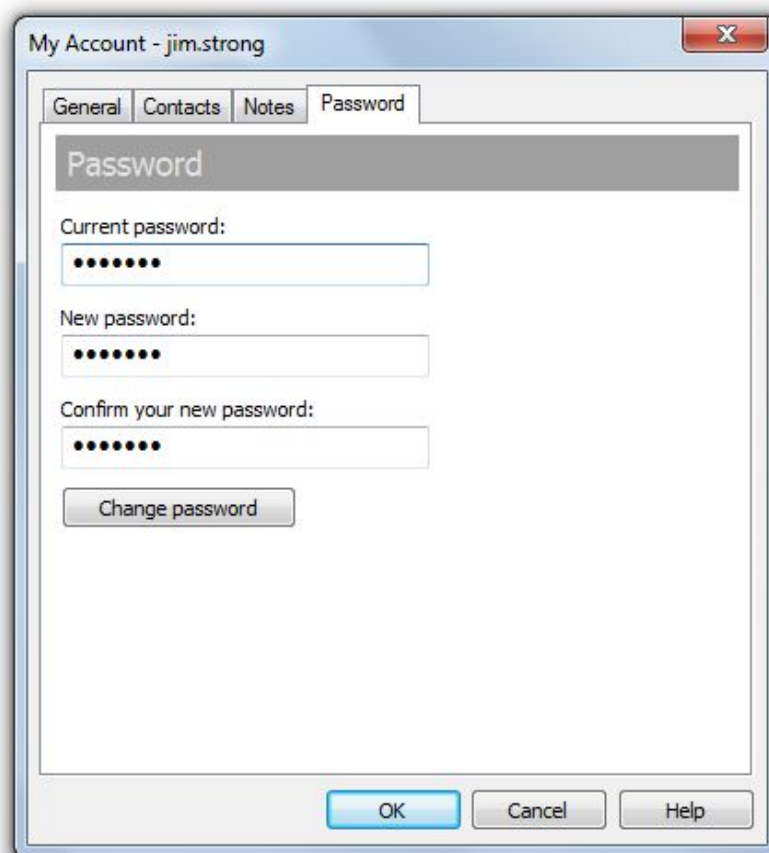 My Account - jim.strong
General Contacts Notes Password
Password
Current password:
•••••••
New password:
•••••••
Confirm your new password:
•••••••
Change password
OK Cancel Help